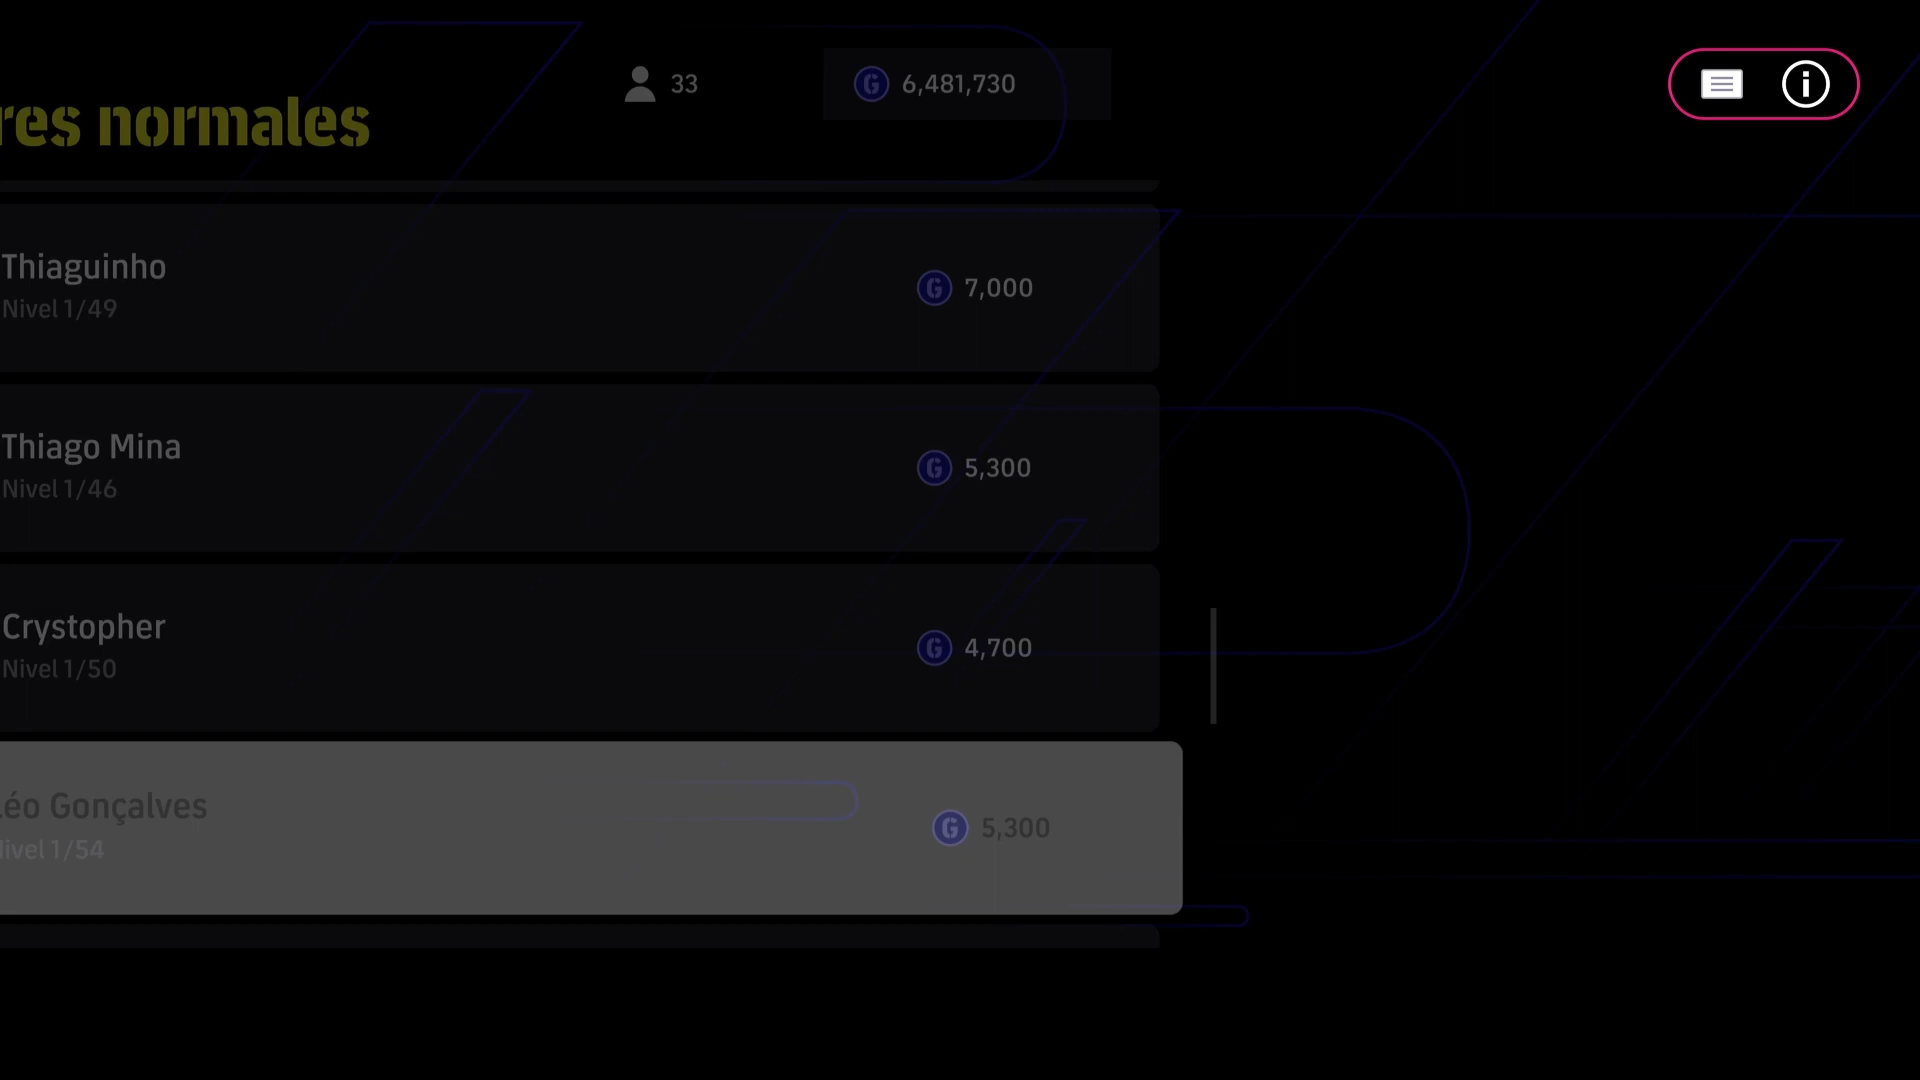 33
6,481,730
res normales
Thiaguinho
Nivel 1/49
7,000
Thiago Mina
Nivel 1/46
5,300
Crystopher
Nivel 1/50
4,700
éo Gonçalves
ivel 1/54
5,300